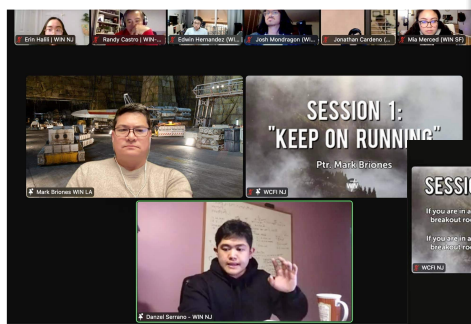 Erin Halili | WIN NJ
Randy Castro | WIN-...
Edwin Hernandez (Wi...
Josh Mondragon (Wi...
Jonathan Cardeno (...
Mia Merced (WIN SF)
SESSION 1:
"KEEP ON RUNNING"
Ptr. Mark Briones
Mark Briones WIN LA
WCFI NJ
SESSI
If you are in a
breakout roo
If you are in a
breakout roo
WCFI NJ
Danzel Serrano - WIN NJ